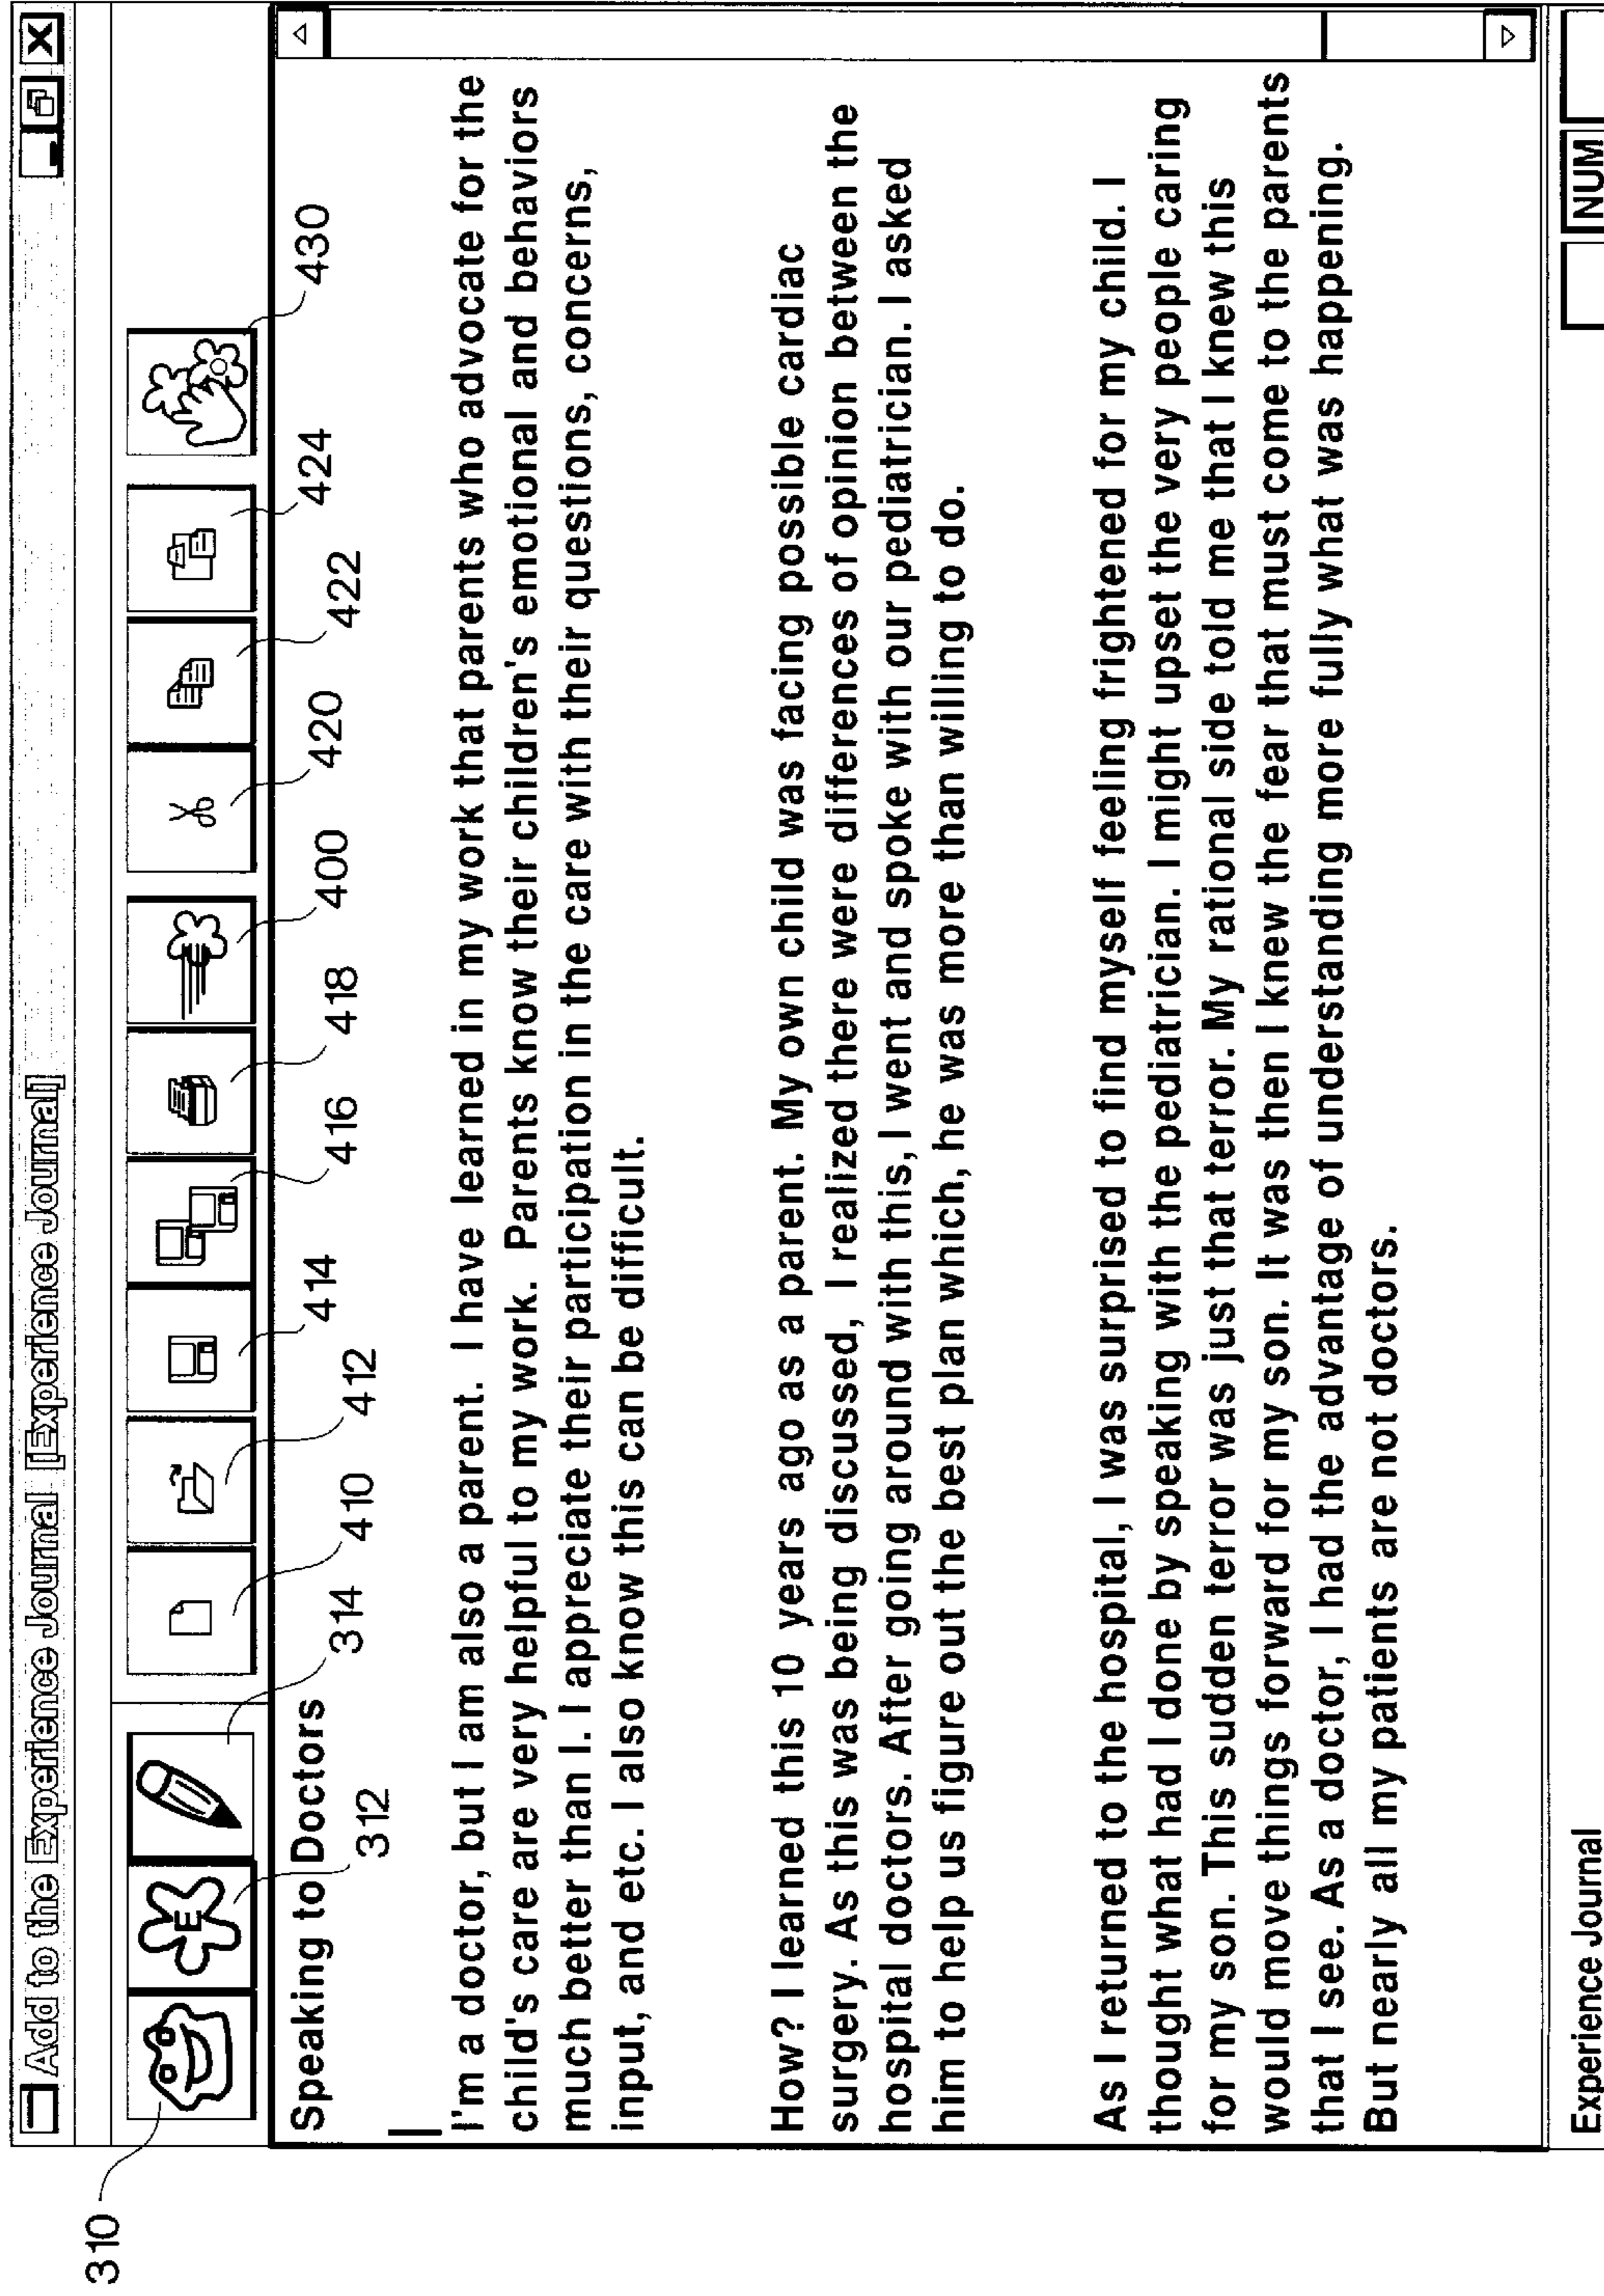 Add to the Experience Journal [Experience Journal]
X
310
312
314
410
412
414
416
418
400
420
422
424
430
E
Speaking to Doctors
I'm a doctor, but I am also a parent. I have learned in my work that parents who advocate for the
child's care are very helpful to my work. Parents know their children's emotional and behaviors
much better than I. I appreciate their participation in the care with their questions, concerns,
input, and etc. I also know this can be difficult.
How? I learned this 10 years ago as a parent. My own child was facing possible cardiac
surgery. As this was being discussed, I realized there were differences of opinion between the
hospital doctors. After going around with this, I went and spoke with our pediatrician. I asked
him to help us figure out the best plan which, he was more than willing to do.
As I returned to the hospital, I was surprised to find myself feeling frightened for my child. I
thought what had I done by speaking with the pediatrician. I might upset the very people caring
for my son. This sudden terror was just that terror. My rational side told me that I knew this
would move things forward for my son. It was then I knew the fear that must come to the parents
that I see. As a doctor, I had the advantage of understanding more fully what was happening.
But nearly all my patients are not doctors.
Experience Journal
NUM